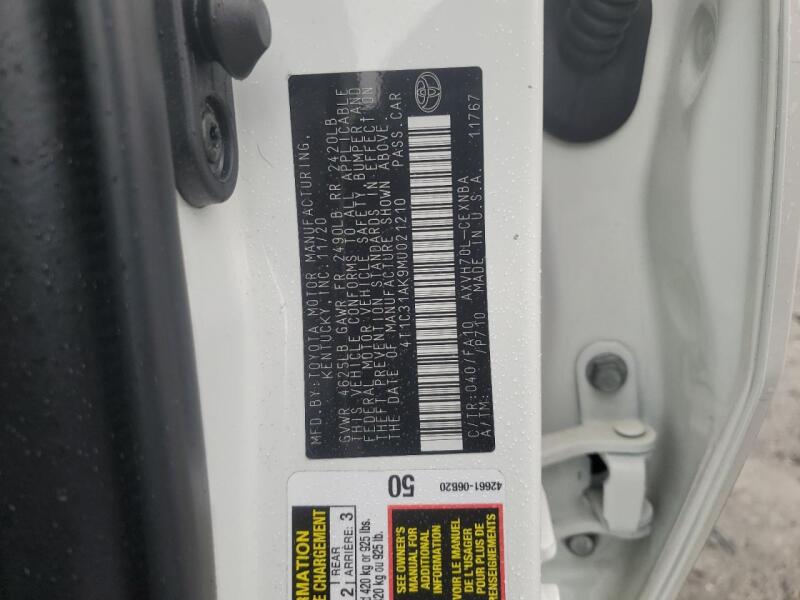 MFD.BY:TOYOTA MOTOR MANUFACTURING,
KENTUCKY, INC. 11/20
GVWR 4625LB GAWR FR 2490LB RR 2420LB
THIS VEHICLE CONFORMS TO ALL APPLICABLE
FEDERAL MOTOR VEHICLE SAFETY, BUMPER AND
THEFT PREVENTION STANDARDS IN EFFECT ON
THE DATE OF MANUFACTURE SHOWN ABOVE.
4T1C31AK9MU021210 PASS.CAR
C/TR:040/FA10 AXVH70L-CEXNBA
A/TM: /P710 MADE IN U.S.A. 11767
50
42661-06B20
SEE OWNER'S
MANUAL FOR
ADDITIONAL
INFORMATION
VOIR LE MANUEL
DE L'USAGER
POUR PLUS DE
RENSEIGNEMENTS
REAR
2 ARRIÈRE: 3
420 kg or 925 lbs.
420 kg ou 925 lb.
CHARGEMENT